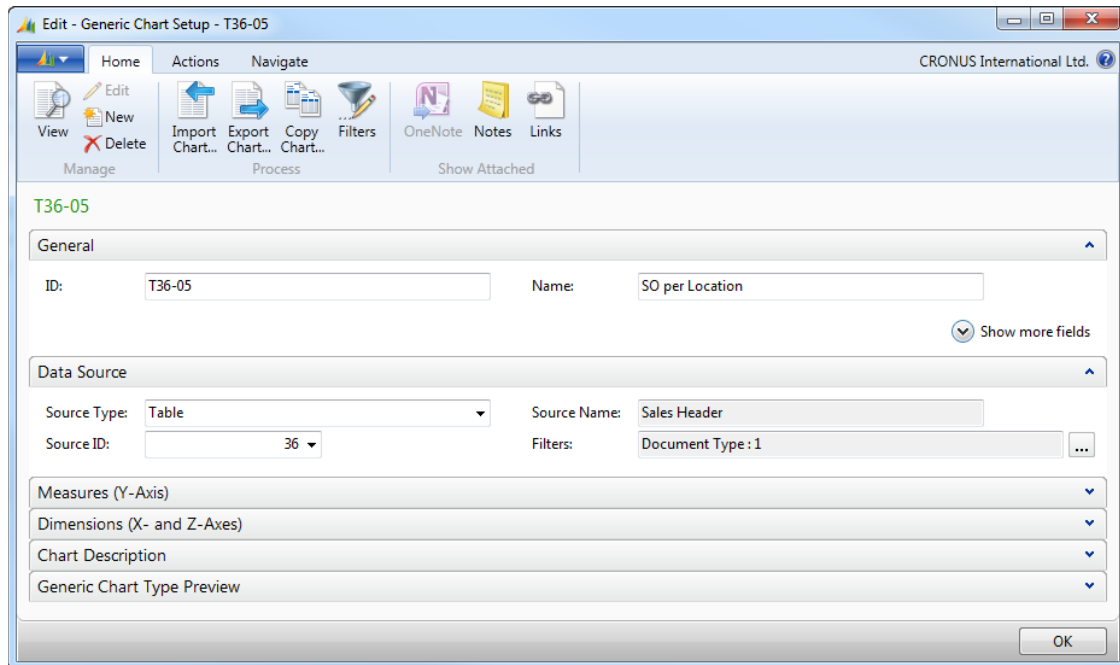 Edit - Generic Chart Setup - T36-05
Home Actions Navigate CRONUS International Ltd.
View Edit New Delete Import Chart... Export Chart... Copy Chart... Filters OneNote Notes Links
Manage Process Show Attached
T36-05
General
ID: T36-05 Name: SO per Location
Show more fields
Data Source
Source Type: Table Source Name: Sales Header
Source ID: 36 Filters: Document Type : 1 ...
Measures (Y-Axis)
Dimensions (X- and Z-Axes)
Chart Description
Generic Chart Type Preview
OK